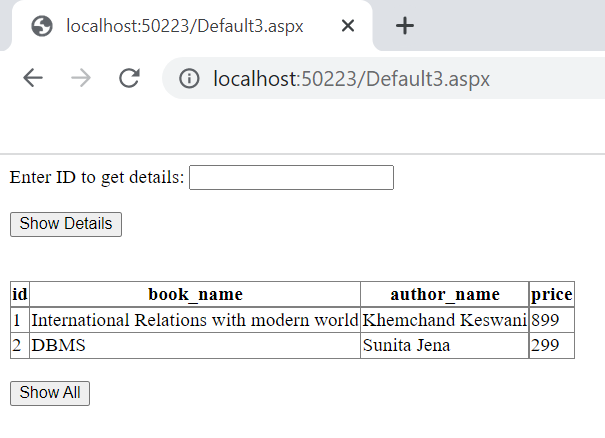 localhost:50223/Default3.aspx
localhost:50223/Default3.aspx
Enter ID to get details:
Show Details
id book_name author_name price
1 International Relations with modern world Khemchand Keswani 899
2 DBMS Sunita Jena 299
Show All